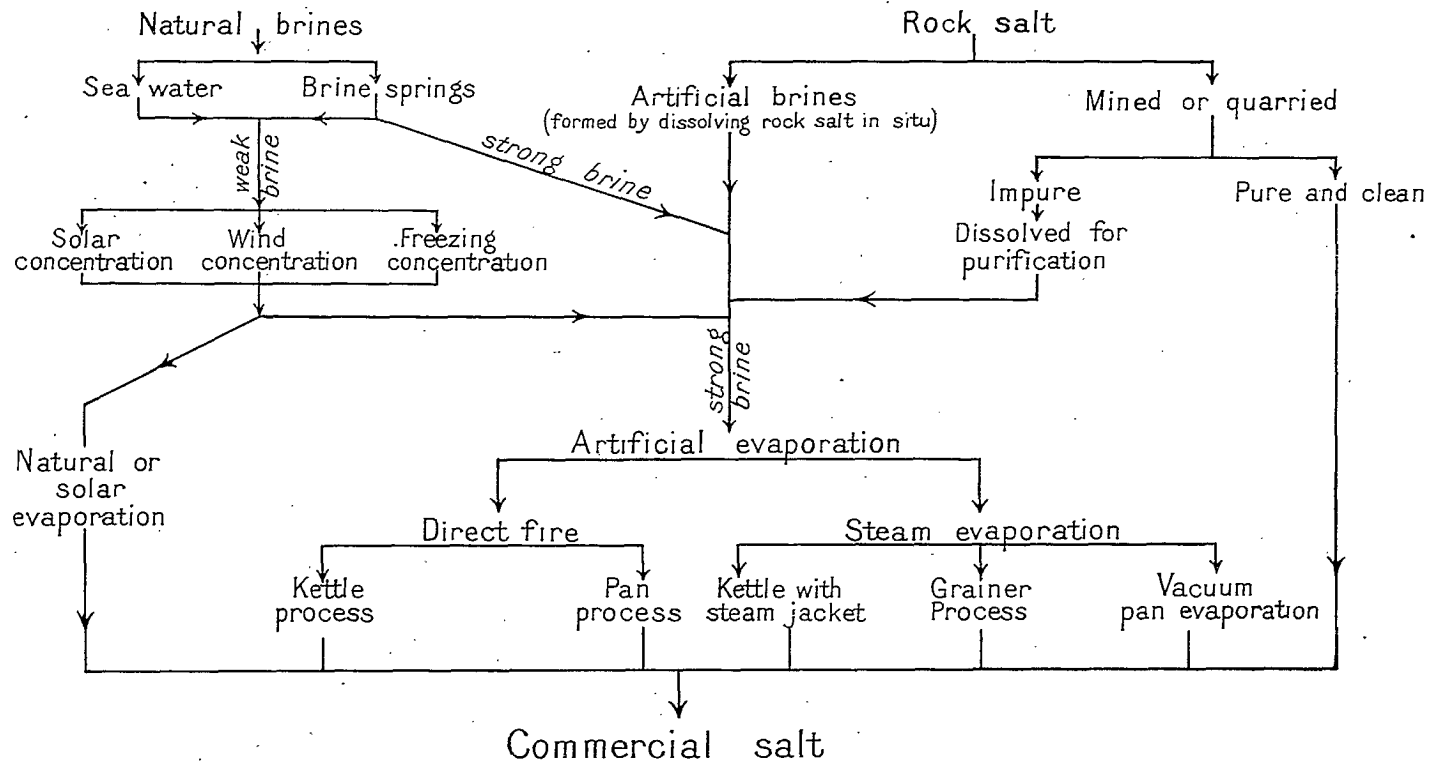 Natural brines
Rock salt
Sea water
Brine springs
Artificial brines
(formed by dissolving rock salt in situ)
Mined or quarried
weak
brine
strong brine
Impure
Pure and clean
Solar
concentration
Wind
concentration
Freezing
concentration
Dissolved for
purification
strong
brine
Artificial evaporation
Natural or
solar
evaporation
Direct fire
Steam evaporation
Kettle
process
Pan
process
Kettle with
steam jacket
Grainer
Process
Vacuum
pan evaporation
Commercial salt